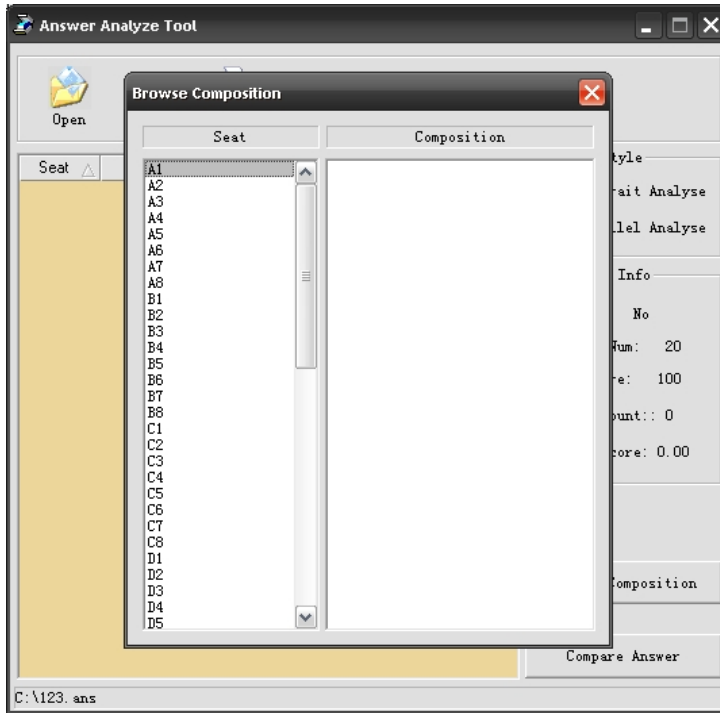 Answer Analyze Tool
Open
Browse Composition
Seat
Composition
Seat
A1
A2
A3
A4
A5
A6
A7
A8
B1
B2
B3
B4
B5
B6
B7
B8
C1
C2
C3
C4
C5
C6
C7
C8
D1
D2
D3
D4
D5
tyle
ait Analyse
llel Analyse
Info
No
Num: 20
re: 100
ount:: 0
core: 0.00
Composition
Compare Answer
C:\123.ans